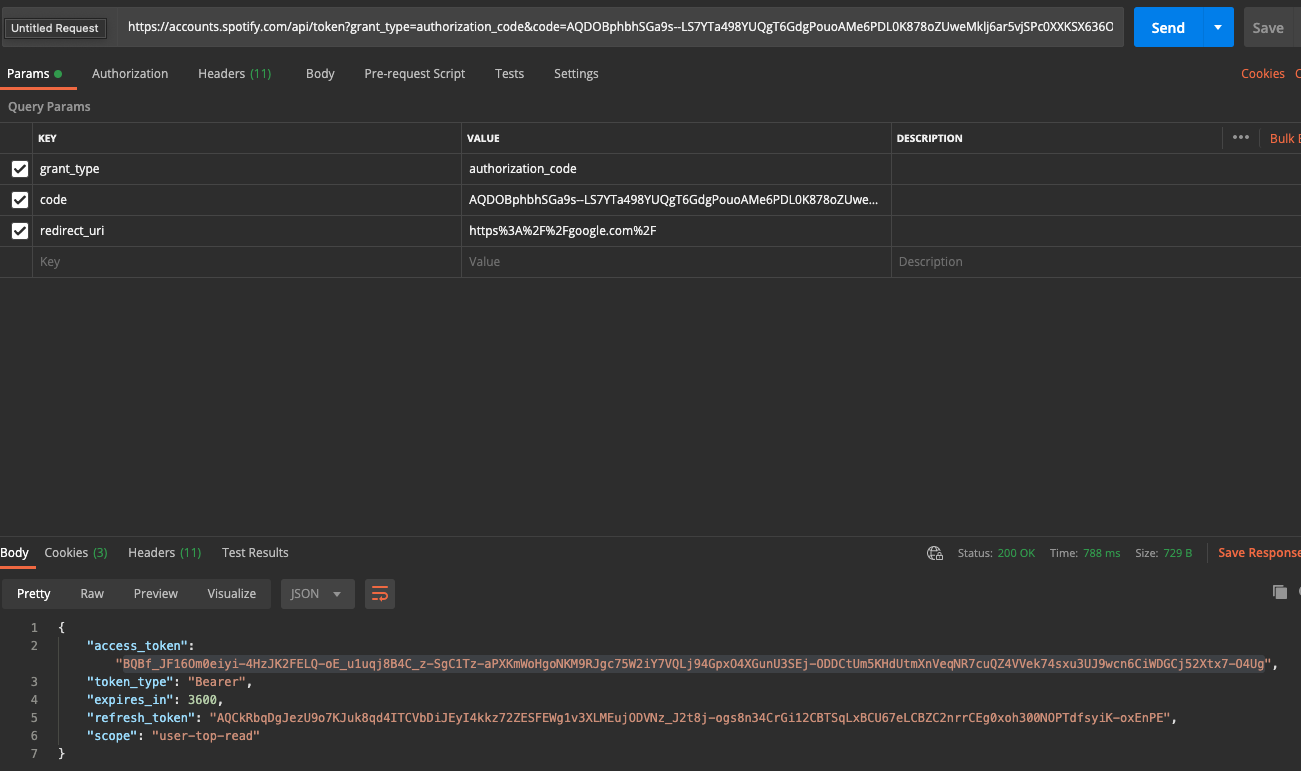 Untitled Request
https://accounts.spotify.com/api/token?grant_type=authorization_code&code=AQDOBphbhSGa9s--LS7YTa498YUQgT6GdgPouoAMe6PDL0K878oZUweMkIj6ar5vjSPc0XXKSX636O
Send
Save
Params
Authorization
Headers (11)
Body
Pre-request Script
Tests
Settings
Cookies
Query Params
KEY VALUE DESCRIPTION ••• Bulk
grant_type authorization_code
code AQDOBphbhSGa9s--LS7YTa498YUQgT6GdgPouoAMe6PDL0K878oZUwe...
redirect_uri https%3A%2F%2Fgoogle.com%2F
Key Value Description
Body Cookies (3) Headers (11) Test Results Status: 200 OK Time: 788 ms Size: 729 B Save Response
Pretty Raw Preview Visualize JSON
1 {
2 "access_token":
"BQBf_JF16Om0eiyi-4HzJK2FELQ-oE_u1uqj8B4C_z-SgC1Tz-aPXKmWoHgoNKM9RJgc75W2iY7VQLj94GpxO4XGunU3SEj-ODDCtUm5KHdUtmXnVeqNR7cuQZ4VVek74sxu3UJ9wcn6CiWDGCj52Xtx7-O4Ug",
3 "token_type": "Bearer",
4 "expires_in": 3600,
5 "refresh_token": "AQCkRbqDgJezU9o7KJuk8qd4ITCVbDiJEyI4kkz72ZESFEWg1v3XLMEujODVNz_J2t8j-ogs8n34CrGi12CBTSqLxBCU67eLCBZC2nrrCEg0xoh300NOPTdfsyiK-oxEnPE",
6 "scope": "user-top-read"
7 }